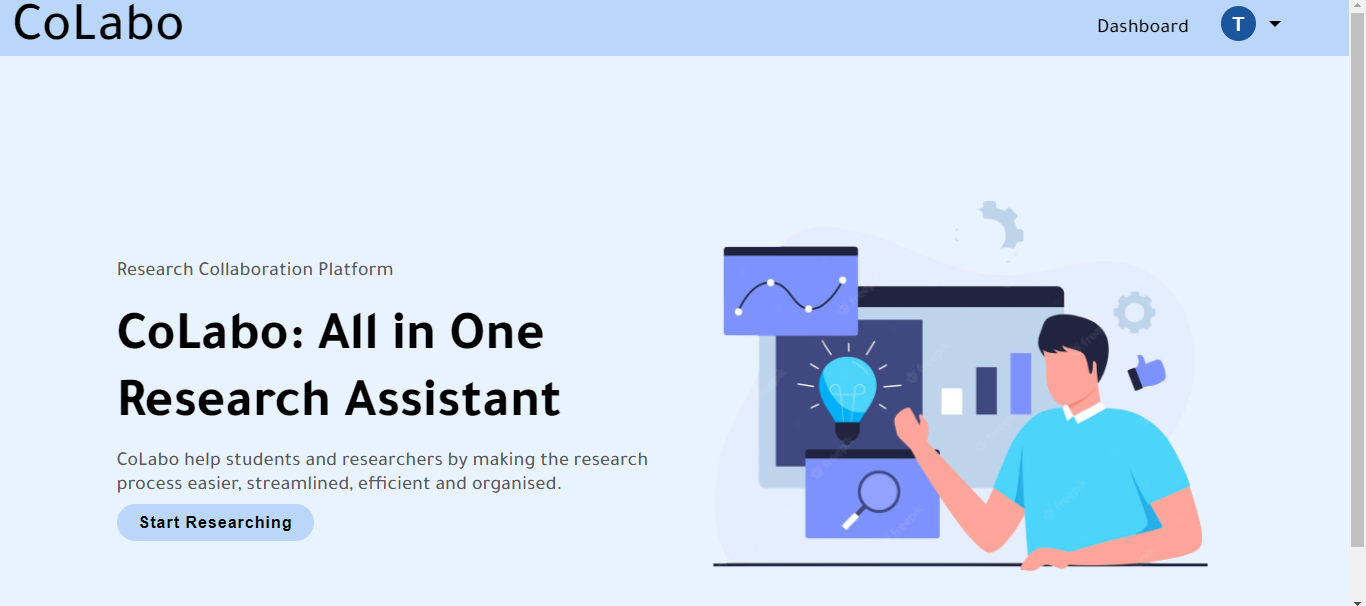 CoLabo
Dashboard
T
Research Collaboration Platform
CoLabo: All in One
Research Assistant
CoLabo help students and researchers by making the research
process easier, streamlined, efficient and organised.
Start Researching